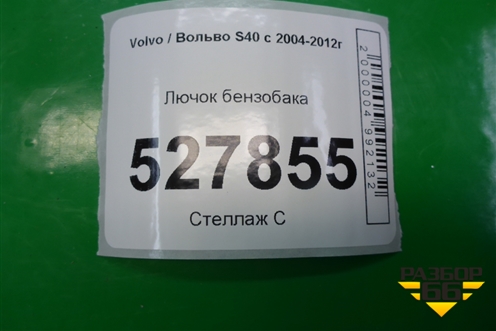 Volvo / Вольво S40 с 2004-2012г
Лючок бензобака
527855
Стеллаж С
2000004992132
РАЗБОР
66